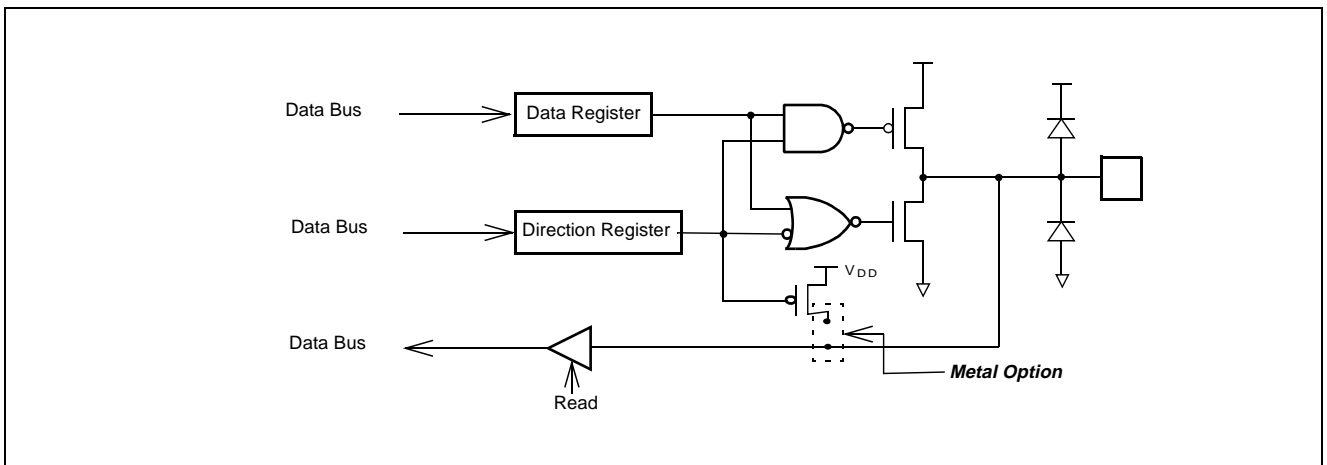 Data Bus
Data Register
Data Bus
Direction Register
VDD
Data Bus
Metal Option
Read